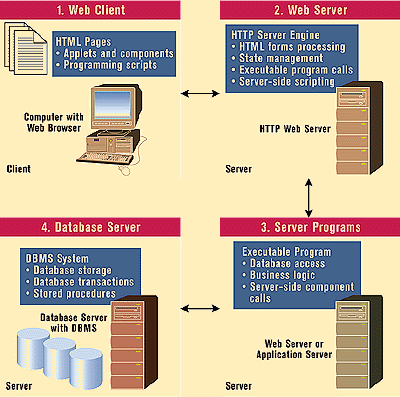 1. Web Client
HTML Pages
• Applets and components
• Programming scripts
Computer with
Web Browser
Client
2. Web Server
HTTP Server Engine
• HTML forms processing
• State management
• Executable program calls
• Server-side scripting
HTTP Web Server
Server
4. Database Server
DBMS System
• Database storage
• Database transactions
• Stored procedures
Database Server
with DBMS
Server
3. Server Programs
Executable Program
• Database access
• Business logic
• Server-side component
calls
Web Server or
Application Server
Server